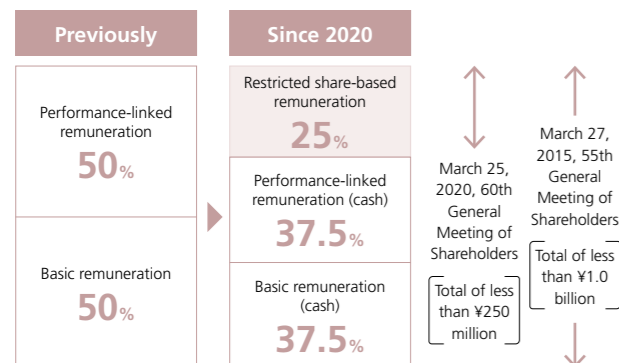 Previously
Performance-linked
remuneration
50%
Basic remuneration
50%
Since 2020
Restricted share-based
remuneration
25%
Performance-linked
remuneration (cash)
37.5%
Basic remuneration
(cash)
37.5%
March 25,
2020, 60th
General
Meeting of
Shareholders
Total of less
than ¥250
million
March 27,
2015, 55th
General
Meeting of
Shareholders
Total of less
than ¥1.0
billion